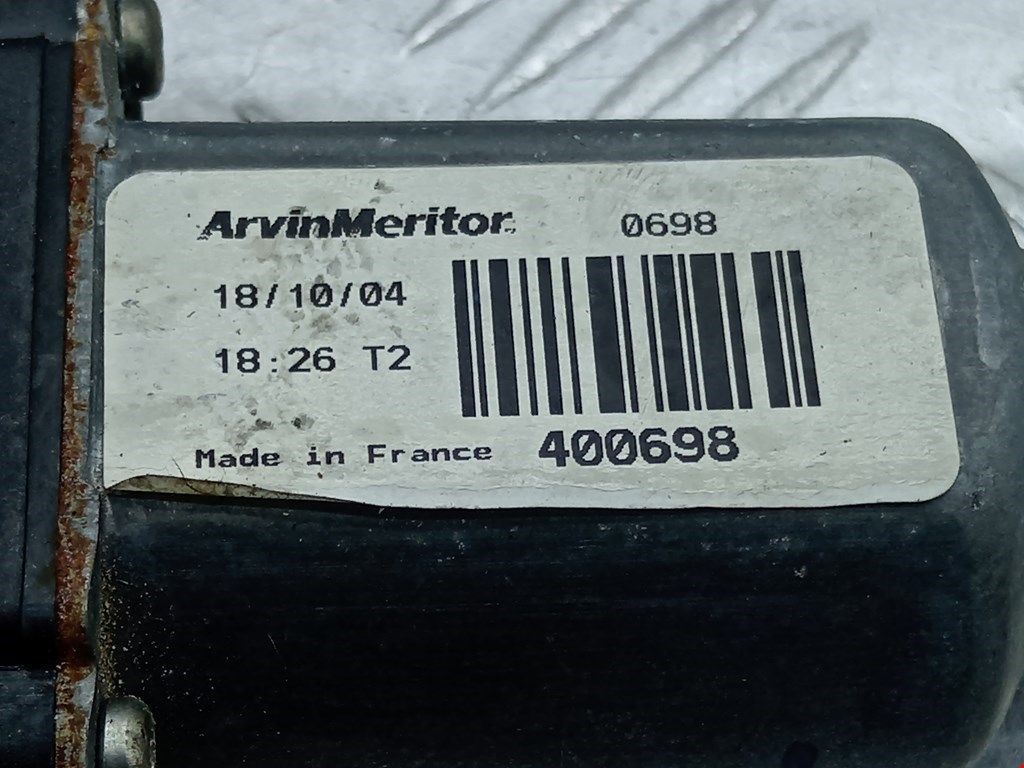 ArvinMeritor 0698
18/10/04
18:26 T2
Made in France 400698